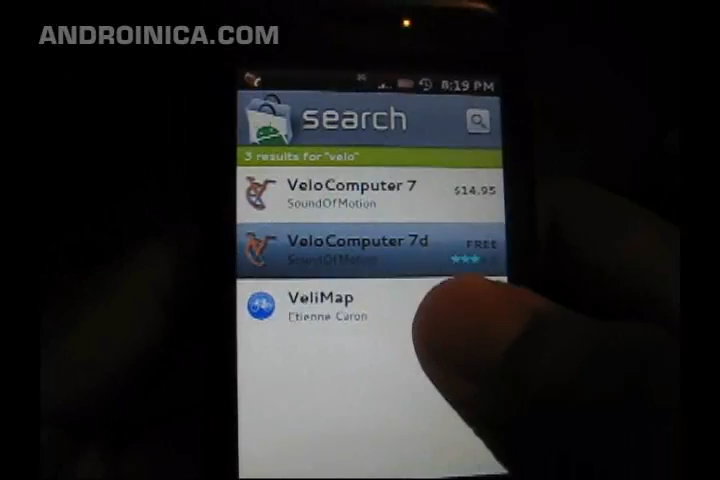 ANDROINICA.COM
8:19 PM
search
3 results for "velo"
VeloComputer 7
$14.95
SoundOfMotion
VeloComputer 7d
FREE
SoundOfMotion
VeliMap
Etienne Caron